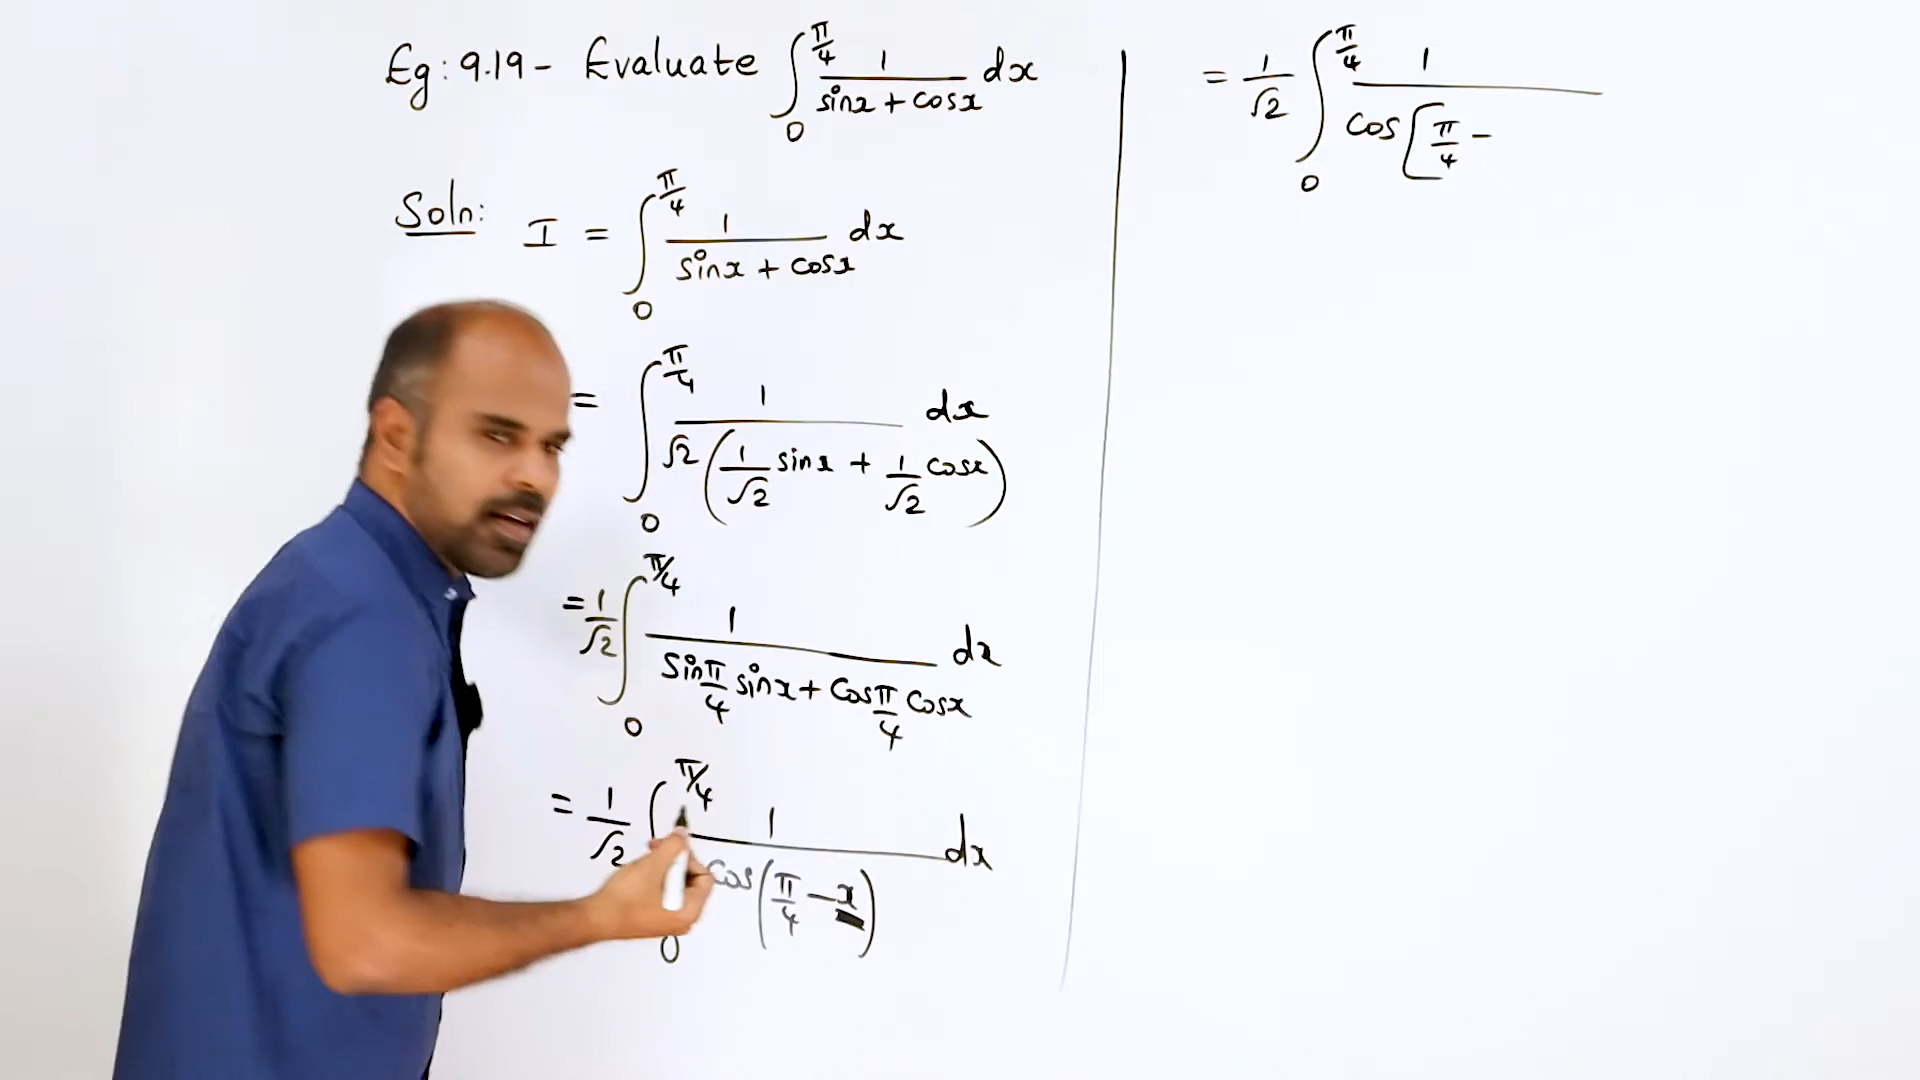 Eg: 9.19 - Evaluate ∫₀^(π/4) 1/(sinx + cosx) dx
Soln: I = ∫₀^(π/4) 1/(sinx + cosx) dx
= ∫₀^(π/4) 1/(√2 (1/√2 sinx + 1/√2 cosx)) dx
= 1/√2 ∫₀^(π/4) 1/(Sin π/4 sinx + Cos π/4 Cosx) dx
= 1/√2 ∫₀^(π/4) 1/(cos(π/4 - x)) dx
= 1/√2 ∫₀^(π/4) 1/(cos[π/4 -